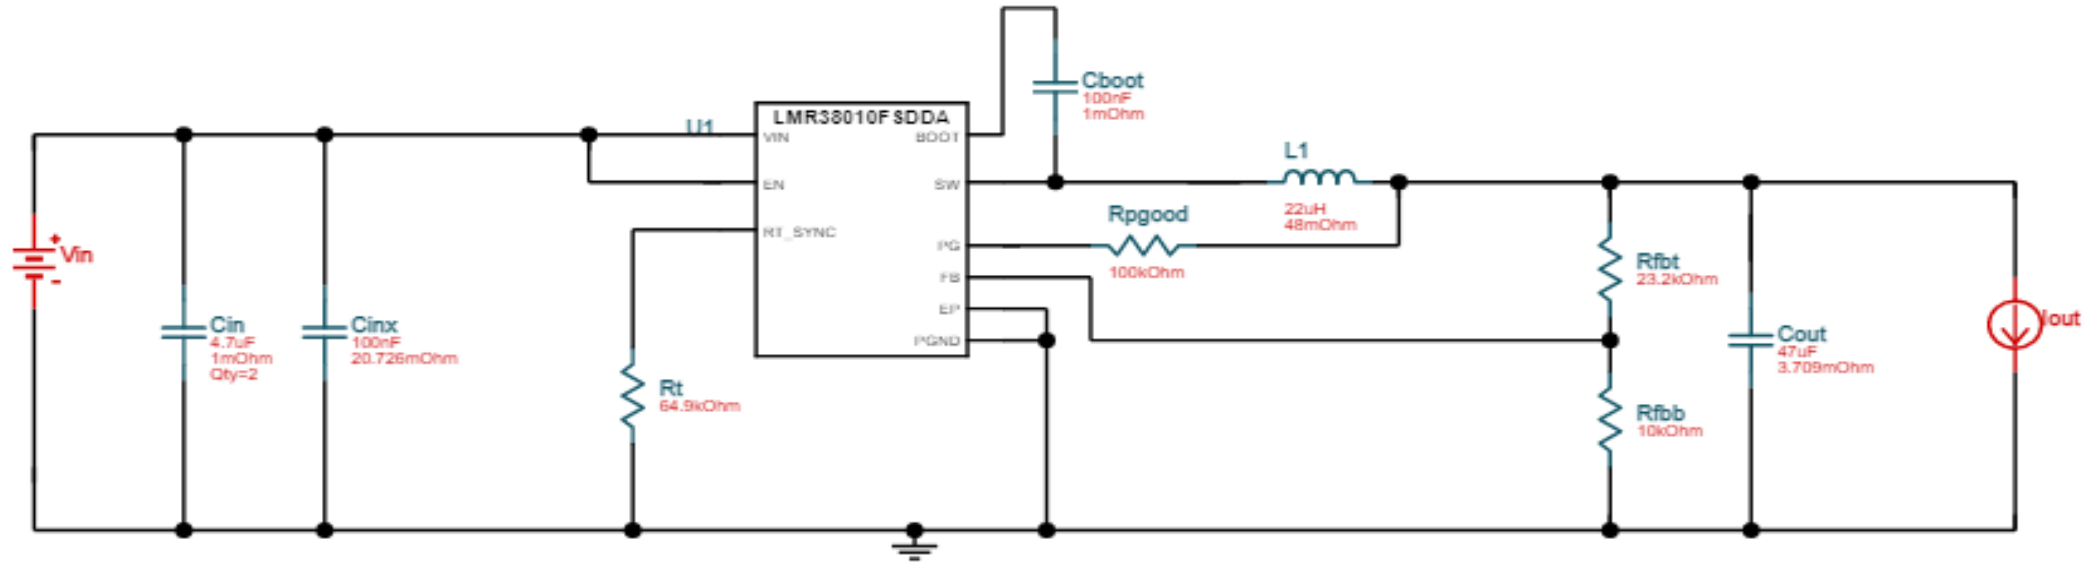 Cboot
100nF
1mOhm
U1
LMR38010FSDDA
VIN
BOOT
EN
SW
RT_SYNC
PG
FB
EP
PGND
L1
22uH
48mOhm
Rpgood
100kOhm
+
Vin
-
Cin
4.7uF
1mOhm
Qty=2
Cinx
100nF
20.726mOhm
Rt
64.9kOhm
Rfbt
23.2kOhm
Rfbb
10kOhm
Cout
47uF
3.709mOhm
Iout